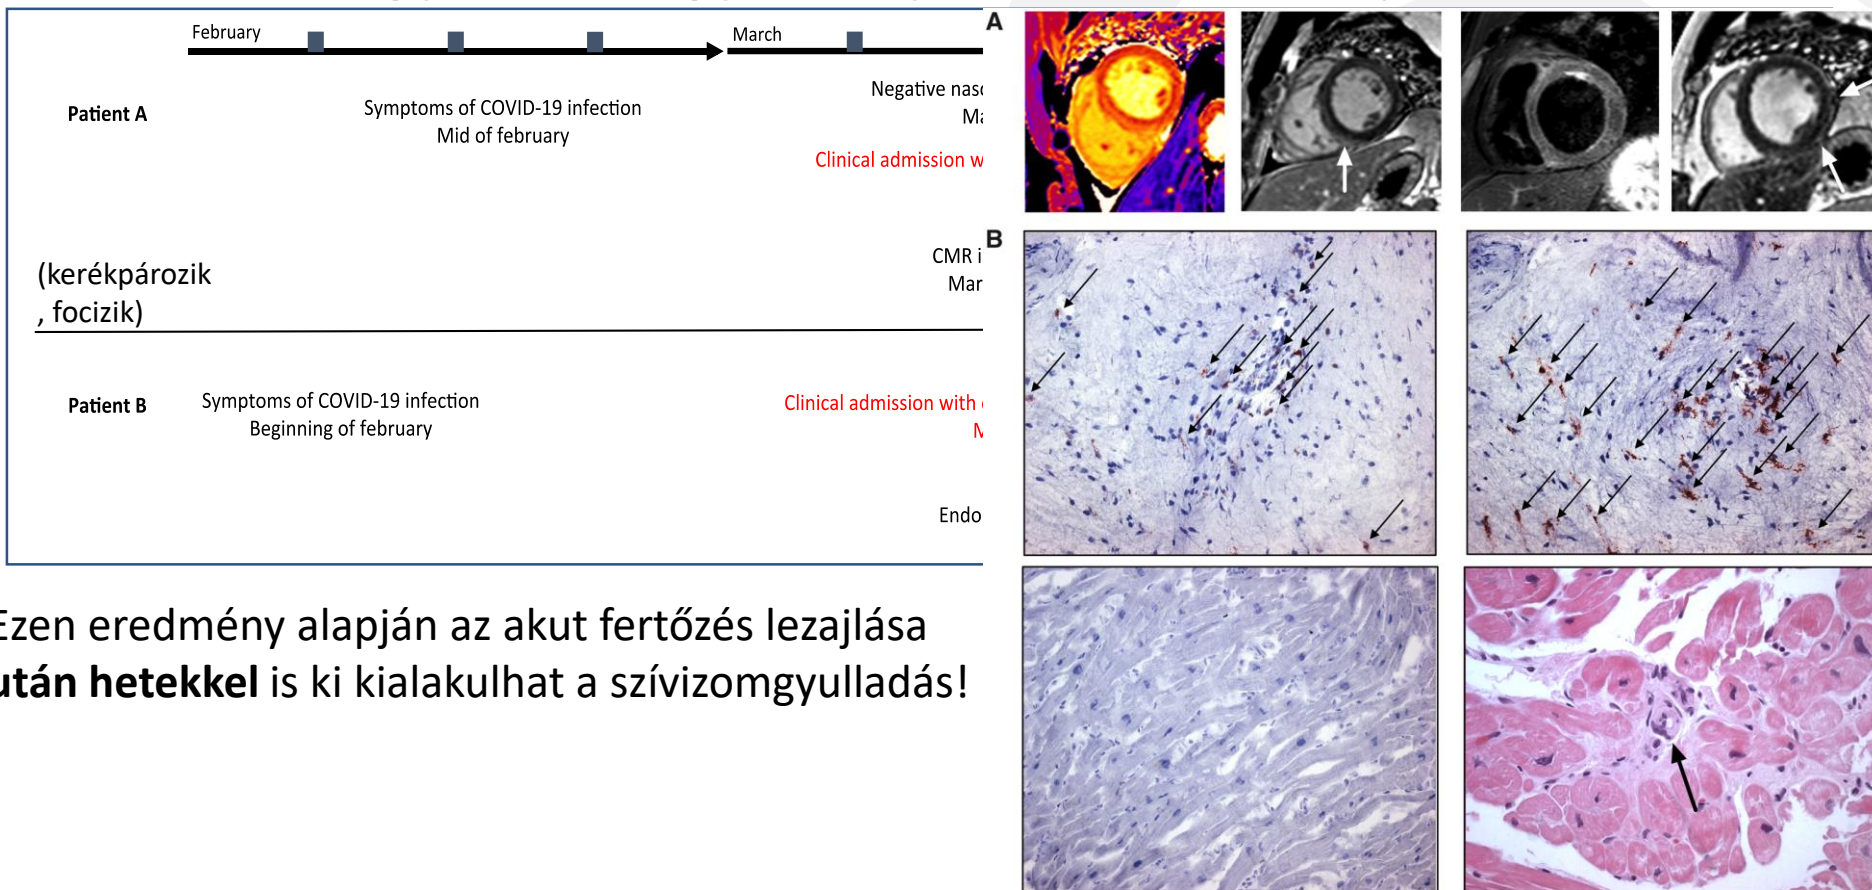 February
March
Patient A
Symptoms of COVID-19 infection
Mid of february
Negative
Clinical admission
(kerékpározik
, focizik)
CMR
Patient B
Symptoms of COVID-19 infection
Beginning of february
Clinical admission with
Ezen eredmény alapján az akut fertőzés lezajlása
után hetekkel is ki kialakulhat a szívizomgyulladás!
A
B